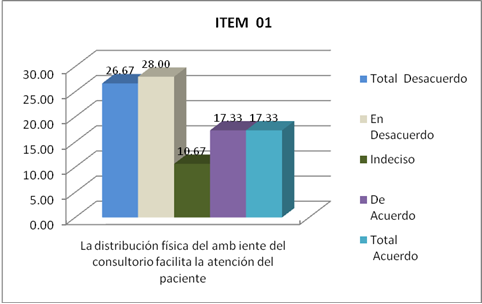 ITEM 01
30.00
25.00
20.00
15.00
10.00
5.00
0.00
26.67
28.00
10.67
17.33
17.33
La distribución física del amb iente del
consultorio facilita la atención del
paciente
Total Desacuerdo
En
Desacuerdo
Indeciso
De
Acuerdo
Total
Acuerdo